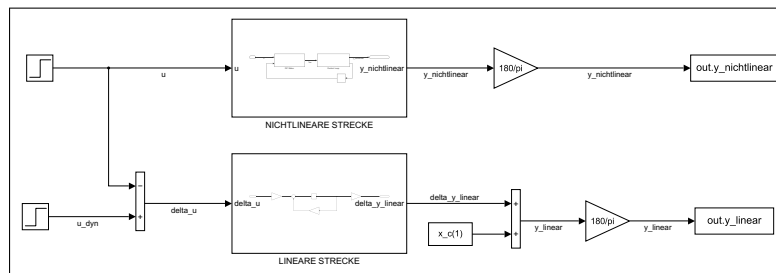 u
u
y_nichtlinear
NICHTLINEARE STRECKE
y_nichtlinear
180/pi
y_nichtlinear
out.y_nichtlinear
−
+
u_dyn
delta_u
delta_u
delta_y_linear
LINEARE STRECKE
delta_y_linear
x_c(1)
+
+
y_linear
180/pi
y_linear
out.y_linear